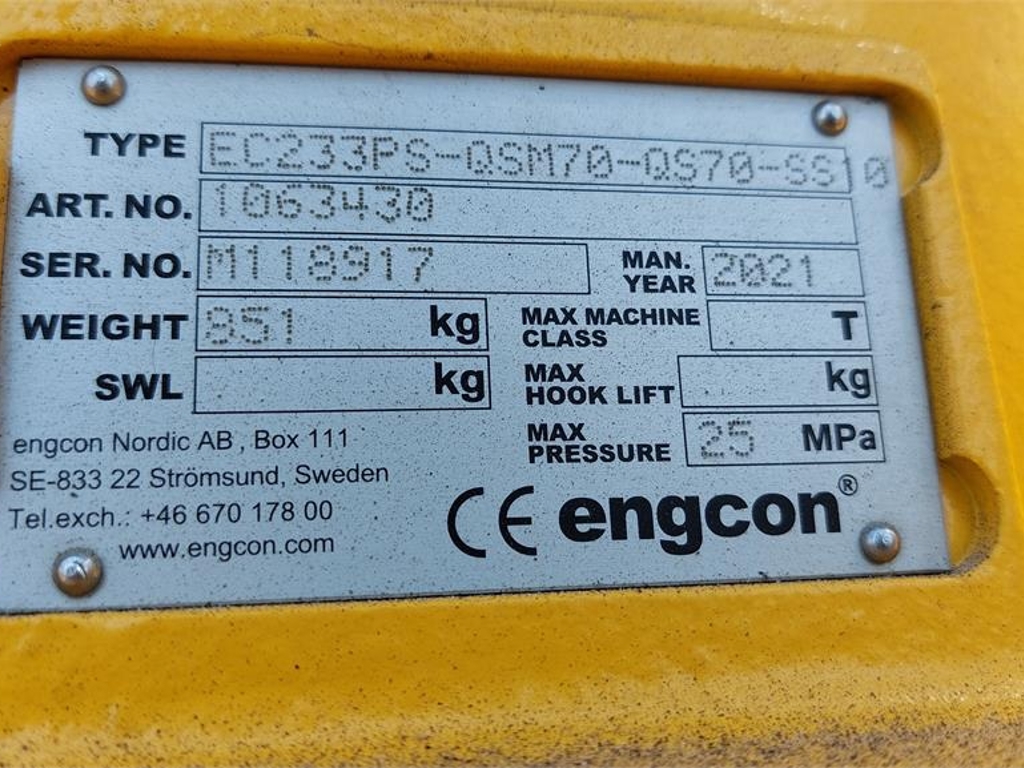 TYPE EC233PS-QSM70-QS70-SS10
ART. NO. 1063430
SER. NO. M118917 MAN. YEAR 2021
WEIGHT 851 kg MAX MACHINE CLASS T
SWL kg MAX HOOK LIFT kg
MAX PRESSURE 25 MPa
engcon Nordic AB , Box 111
SE-833 22 Strömsund, Sweden
Tel.exch.: +46 670 178 00
www.engcon.com
CE engcon®